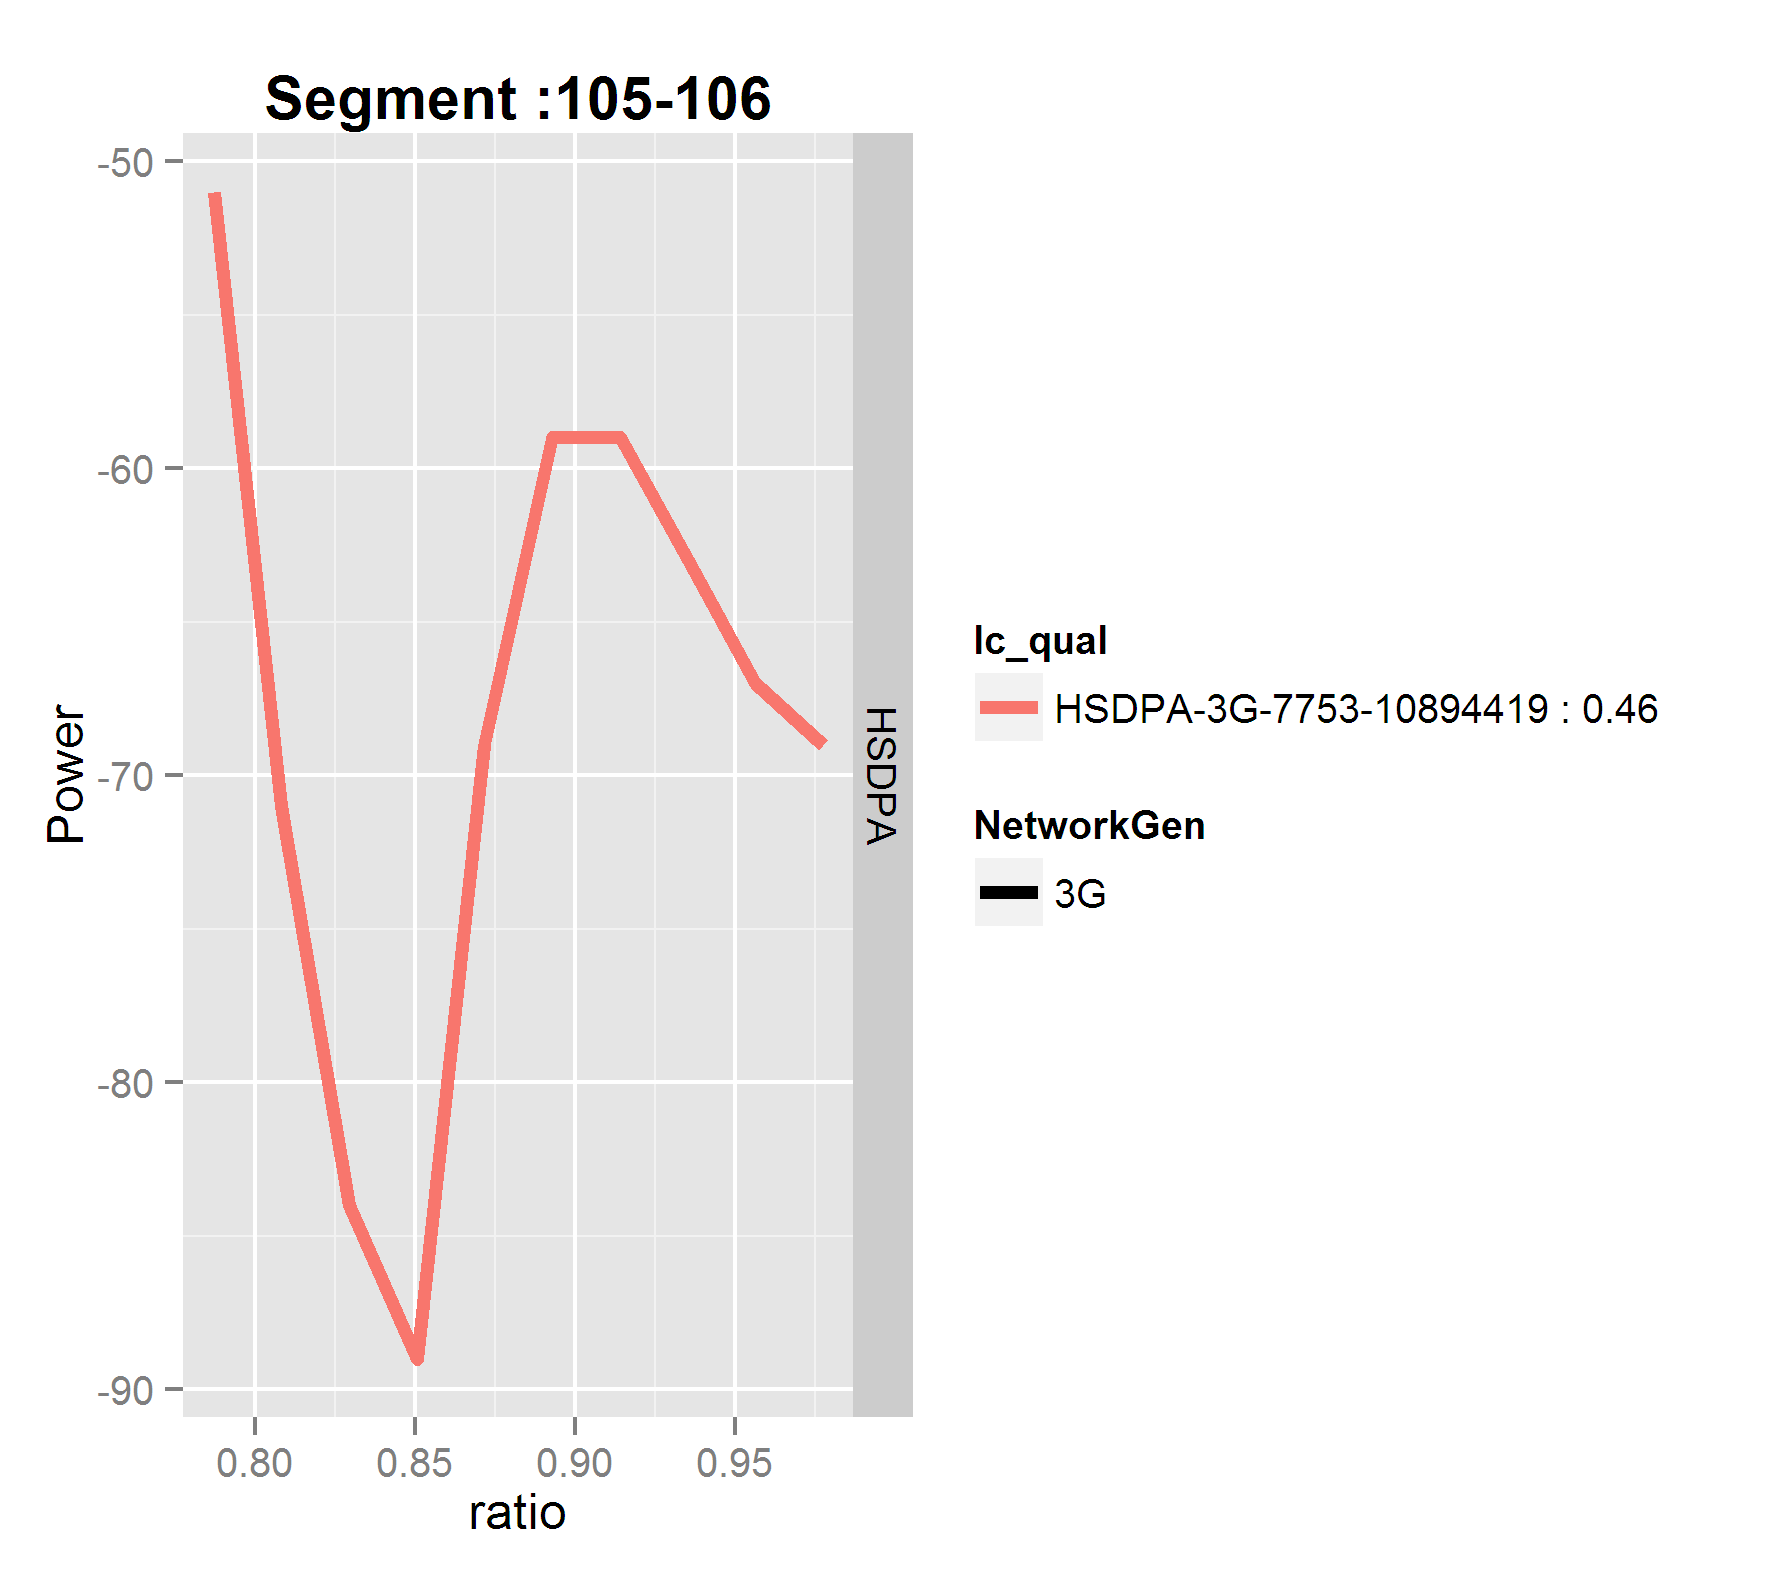 Segment :105-106
-50
-60
-70
-80
-90
Power
0.80 0.85 0.90 0.95
ratio
HSDPA
lc_qual
HSDPA-3G-7753-10894419 : 0.46
NetworkGen
3G